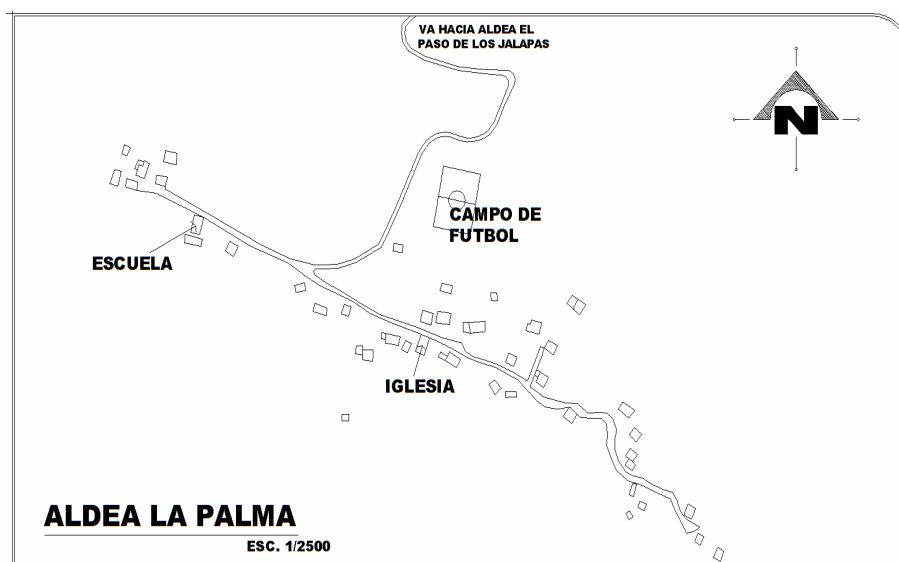 VA HACIA ALDEA EL
PASO DE LOS JALAPAS
N
CAMPO DE
FUTBOL
ESCUELA
IGLESIA
ALDEA LA PALMA
ESC. 1/2500